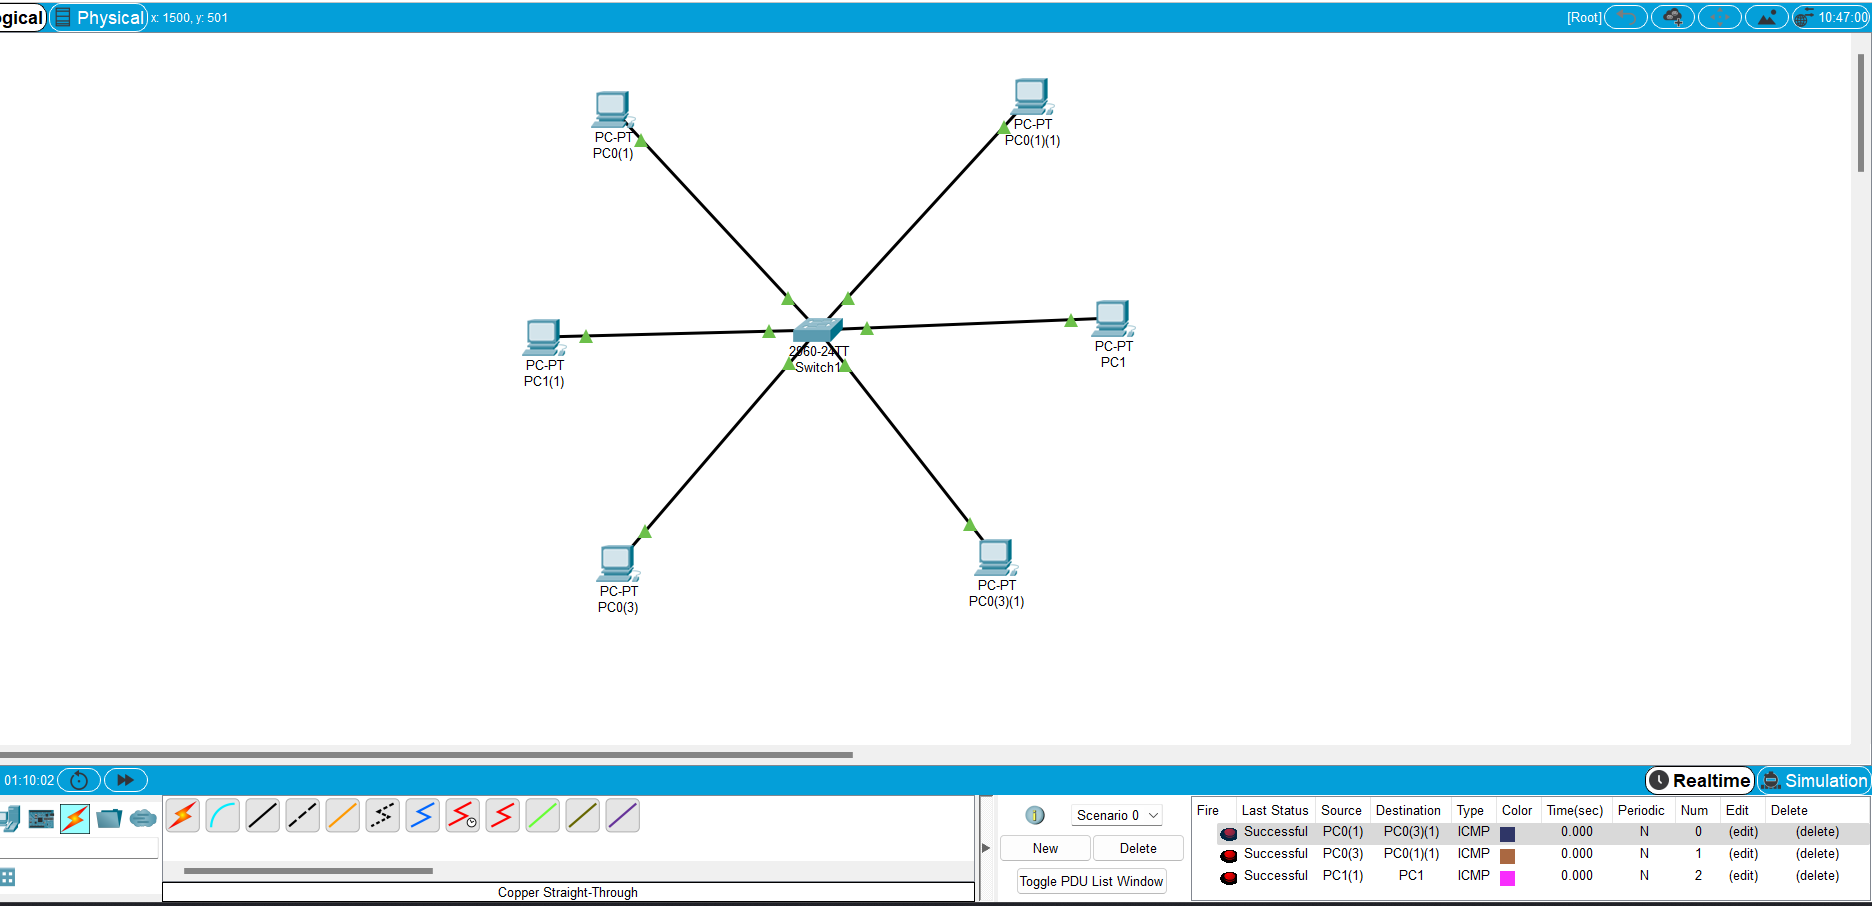 ogical Physical x: 1500, y: 501 [Root] 10:47:00
PC-PT
PC0(1)
PC-PT
PC0(1)(1)
PC-PT
PC1(1)
2960-24TT
Switch1
PC-PT
PC1
PC-PT
PC0(3)
PC-PT
PC0(3)(1)
01:10:02 Realtime Simulation
Copper Straight-Through
Scenario 0
New Delete
Toggle PDU List Window
Fire Last Status Source Destination Type Color Time(sec) Periodic Num Edit Delete
Successful PC0(1) PC0(3)(1) ICMP 0.000 N 0 (edit) (delete)
Successful PC0(3) PC0(1)(1) ICMP 0.000 N 1 (edit) (delete)
Successful PC1(1) PC1 ICMP 0.000 N 2 (edit) (delete)